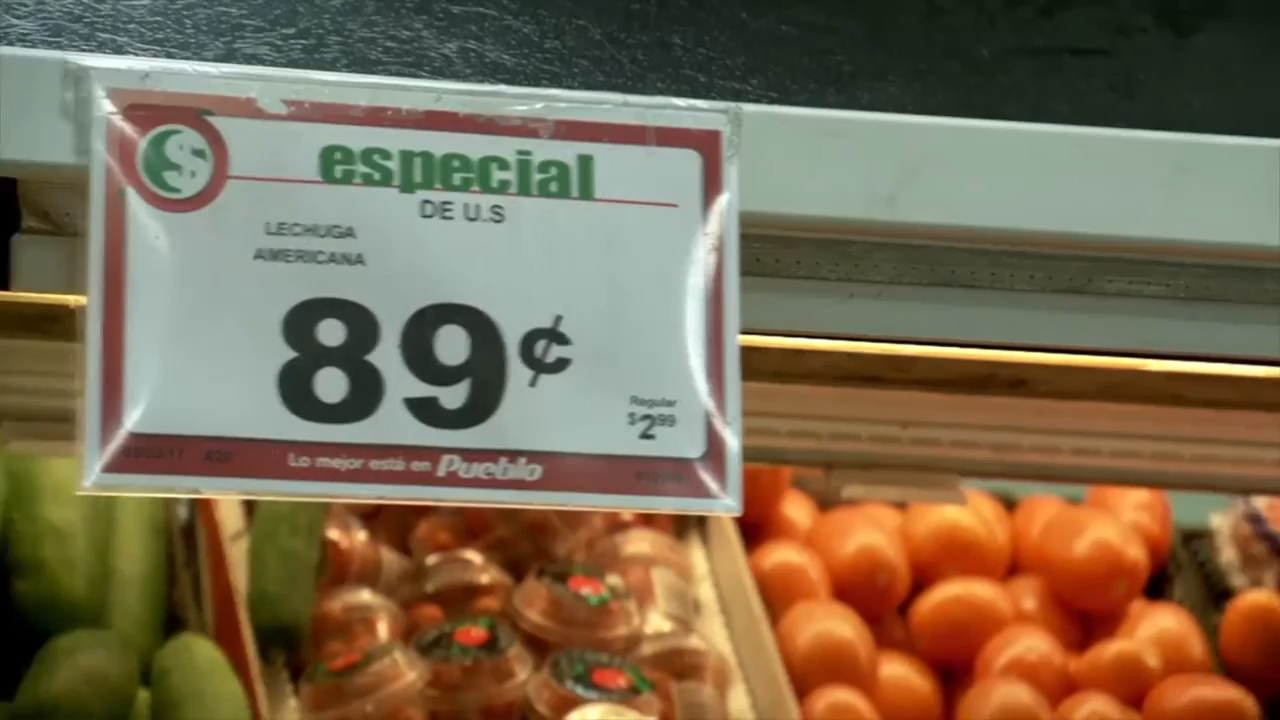 $
especial
DE U.S
LECHUGA
AMERICANA
89¢
Regular
$2.99
Lo mejor está en Pueblo